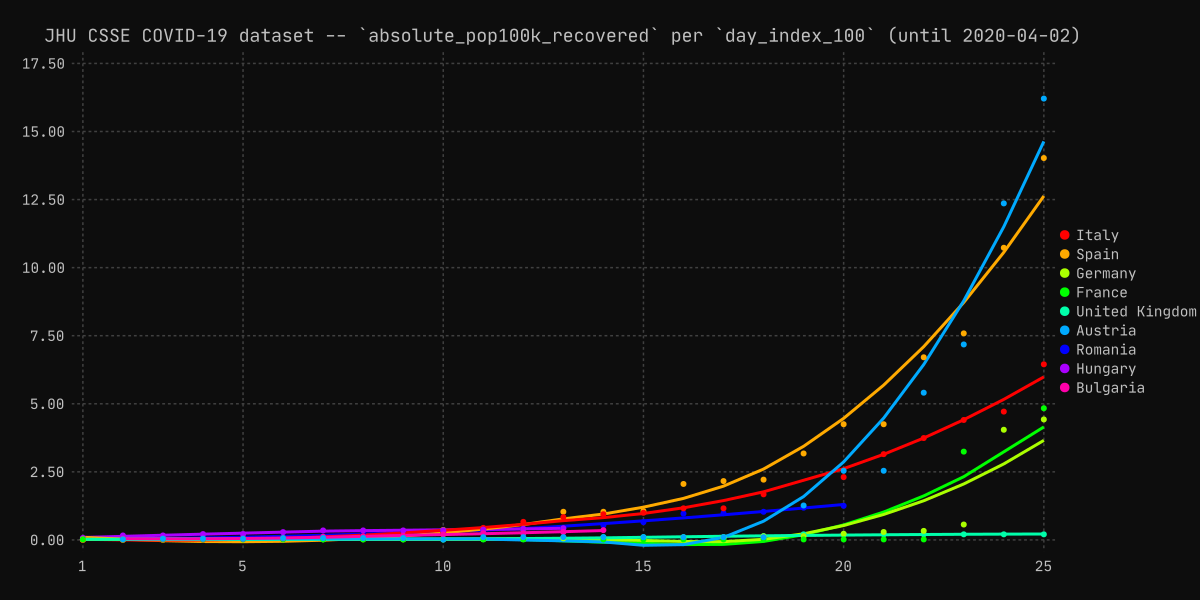 JHU CSSE COVID-19 dataset -- `absolute_pop100k_recovered` per `day_index_100` (until 2020-04-02)
17.50
15.00
12.50
10.00
7.50
5.00
2.50
0.00
1 5 10 15 20 25
Italy
Spain
Germany
France
United Kingdom
Austria
Romania
Hungary
Bulgaria